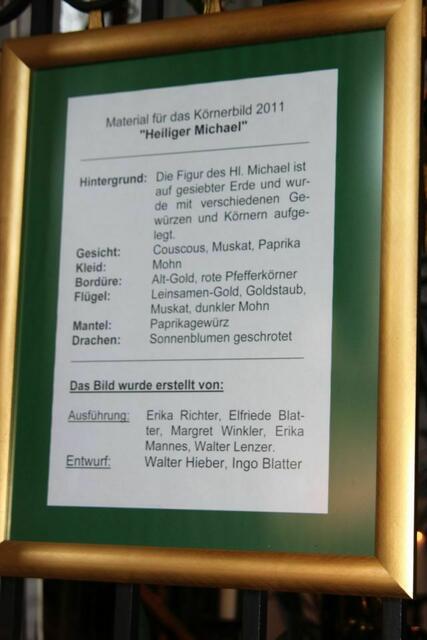 Material für das Körnerbild 2011
"Heiliger Michael"
Hintergrund: Die Figur des Hl. Michael ist
auf gesiebter Erde und wur-
de mit verschiedenen Ge-
würzen und Körnern aufge-
legt.
Gesicht: Couscous, Muskat, Paprika
Kleid: Mohn
Bordüre: Alt-Gold, rote Pfefferkörner
Flügel: Leinsamen-Gold, Goldstaub,
Muskat, dunkler Mohn
Mantel: Paprikagewürz
Drachen: Sonnenblumen geschrotet
Das Bild wurde erstellt von:
Ausführung: Erika Richter, Elfriede Blat-
ter, Margret Winkler, Erika
Mannes, Walter Lenzer.
Entwurf: Walter Hieber, Ingo Blatter